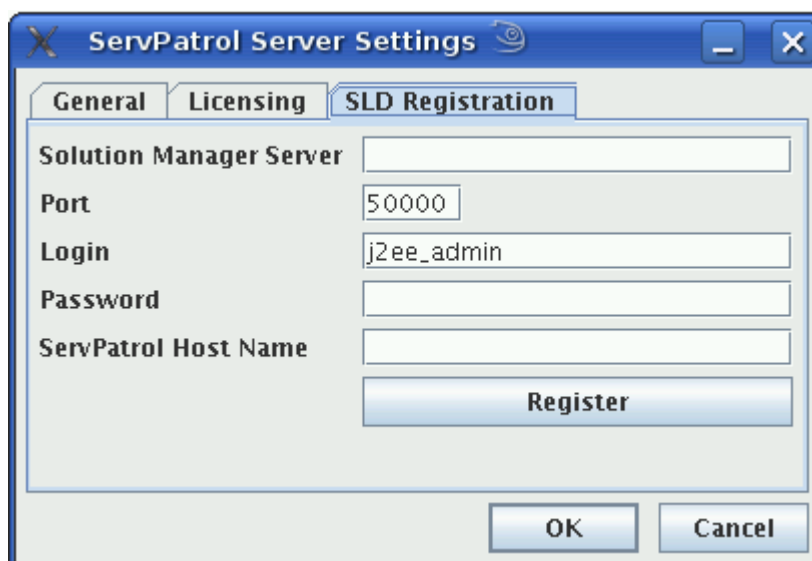 ServPatrol Server Settings
General Licensing SLD Registration
Solution Manager Server
Port 50000
Login j2ee_admin
Password
ServPatrol Host Name
Register
OK Cancel